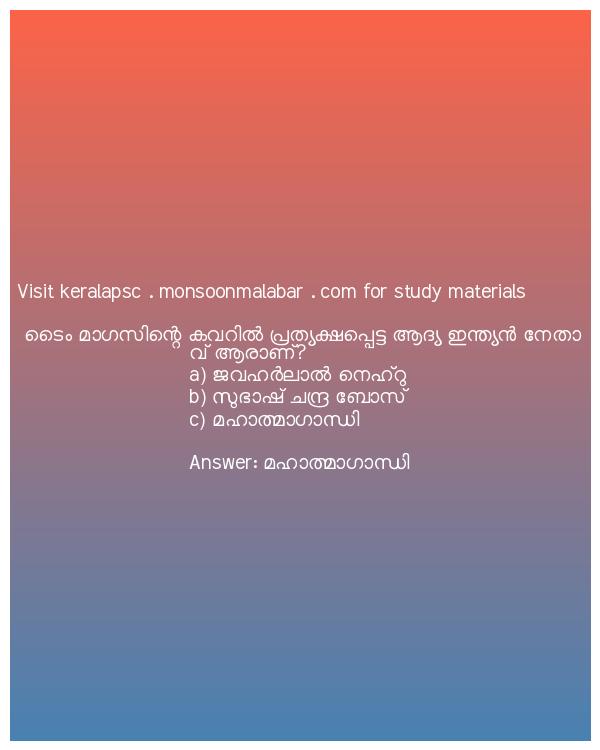 Visit keralapsc . monsoonmalabar . com for study materials
ടൈം മാഗസിന്റെ കവറിൽ പ്രത്യക്ഷപ്പെട്ട ആദ്യ ഇന്ത്യൻ നേതാ
വ് ആരാണ്?
a) ജവഹർലാൽ നെഹ്റു
b) സുഭാഷ് ചന്ദ്ര ബോസ്
c) മഹാത്മാഗാന്ധി
Answer: മഹാത്മാഗാന്ധി